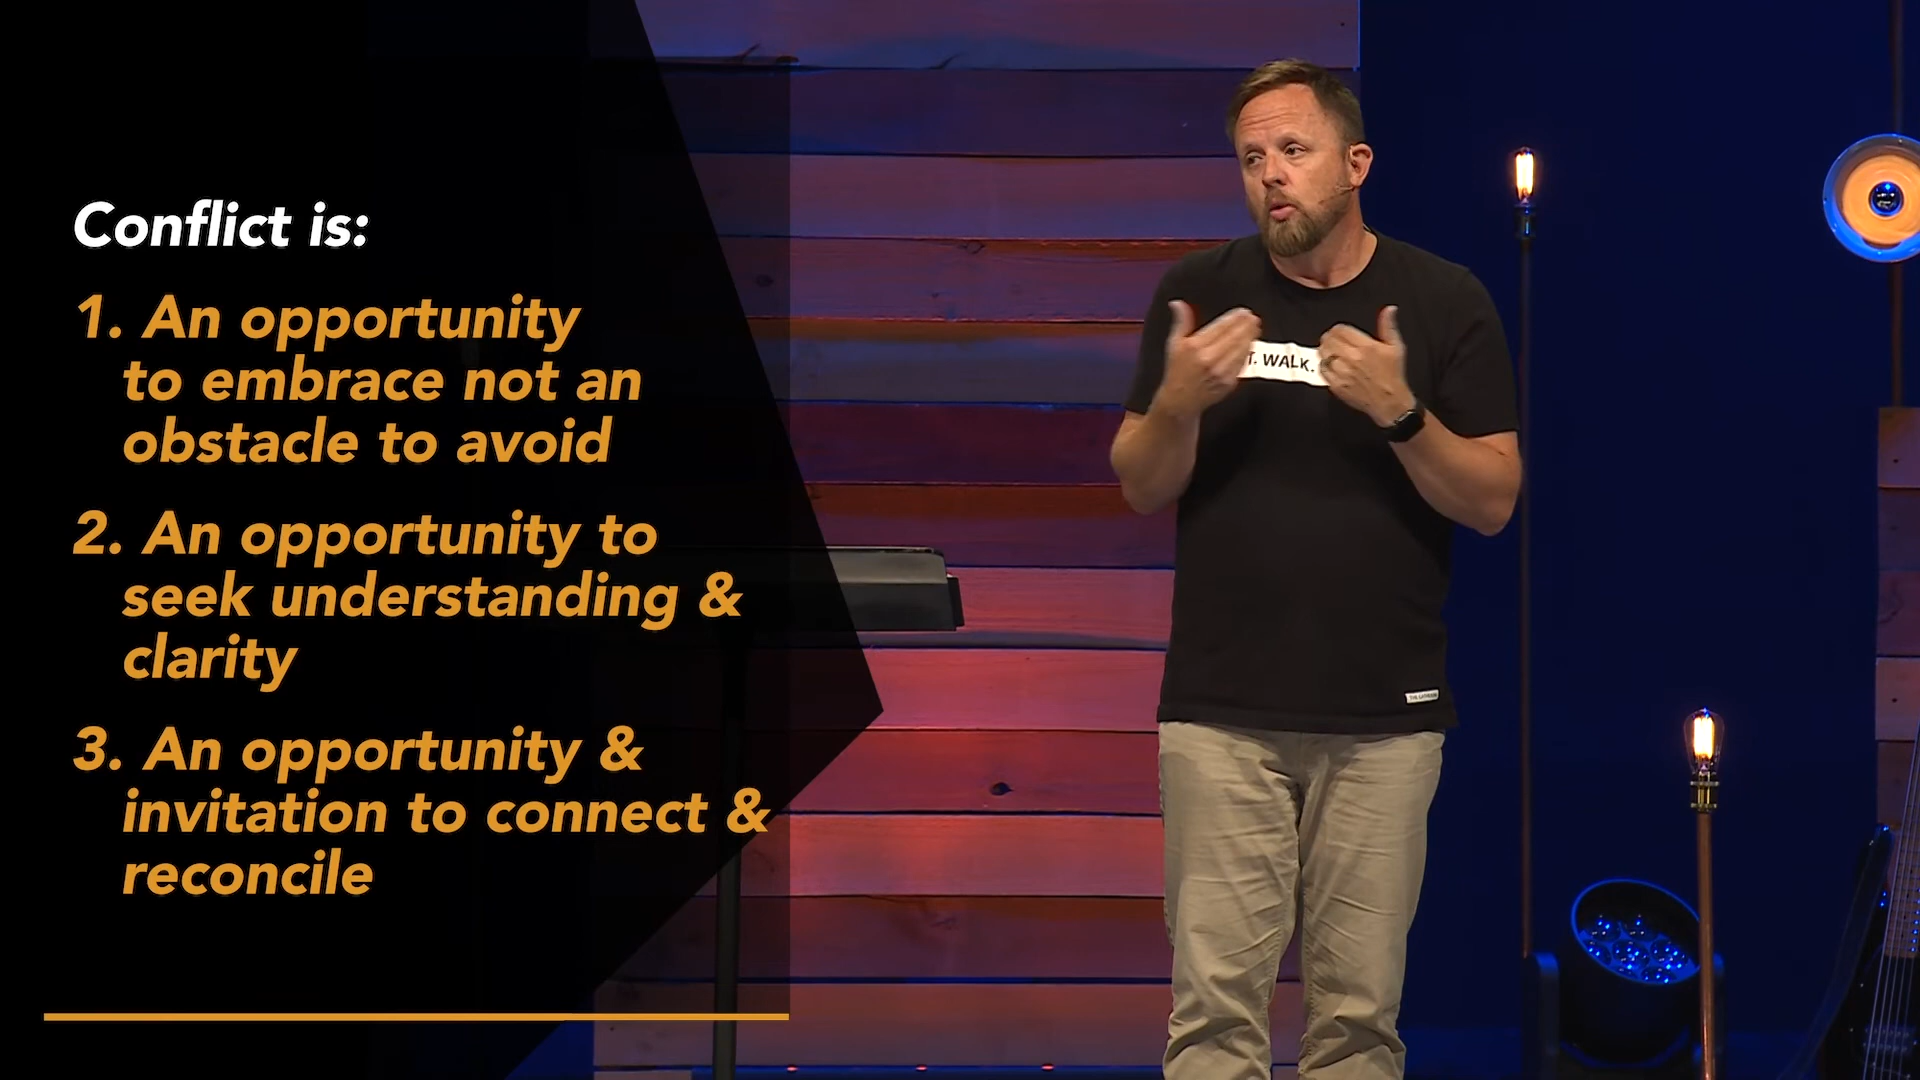 Conflict is:
1. An opportunity
to embrace not an
obstacle to avoid
2. An opportunity to
seek understanding &
clarity
3. An opportunity &
invitation to connect &
reconcile
T. WALK.